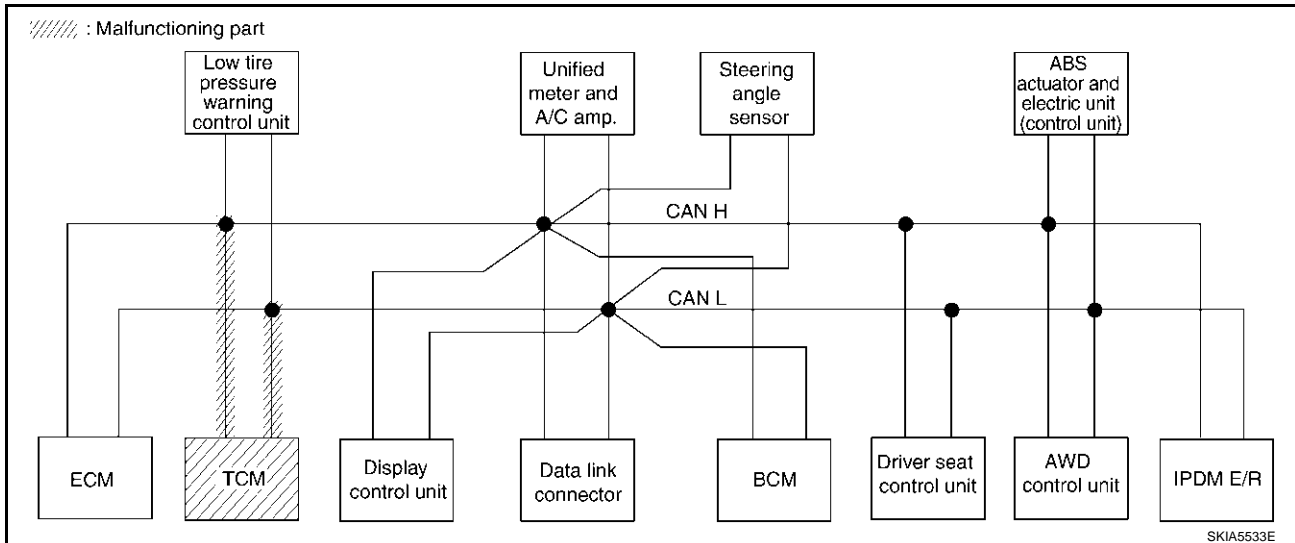 : Malfunctioning part
Low tire
pressure
warning
control unit
Unified
meter and
A/C amp.
Steering
angle
sensor
ABS
actuator and
electric unit
(control unit)
CAN H
CAN L
ECM
TCM
Display
control unit
Data link
connector
BCM
Driver seat
control unit
AWD
control unit
IPDM E/R
SKIA5533E